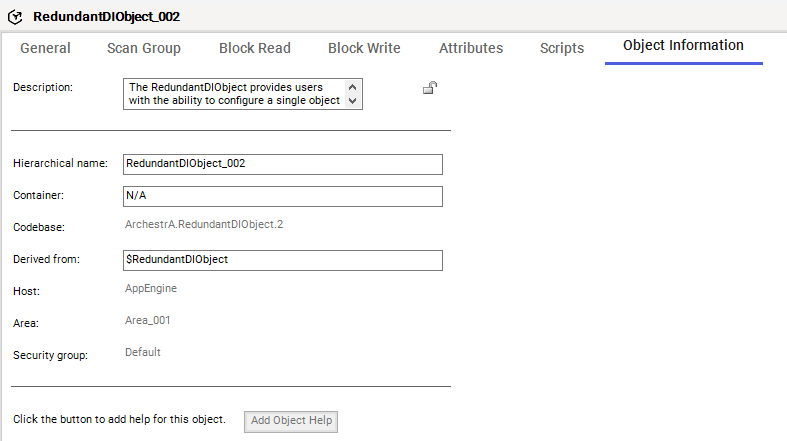 RedundantDIObject_002
General Scan Group Block Read Block Write Attributes Scripts Object Information
Description: The RedundantDIObject provides users
with the ability to configure a single object
Hierarchical name: RedundantDIObject_002
Container: N/A
Codebase: ArchestrA.RedundantDIObject.2
Derived from: $RedundantDIObject
Host: AppEngine
Area: Area_001
Security group: Default
Click the button to add help for this object. Add Object Help